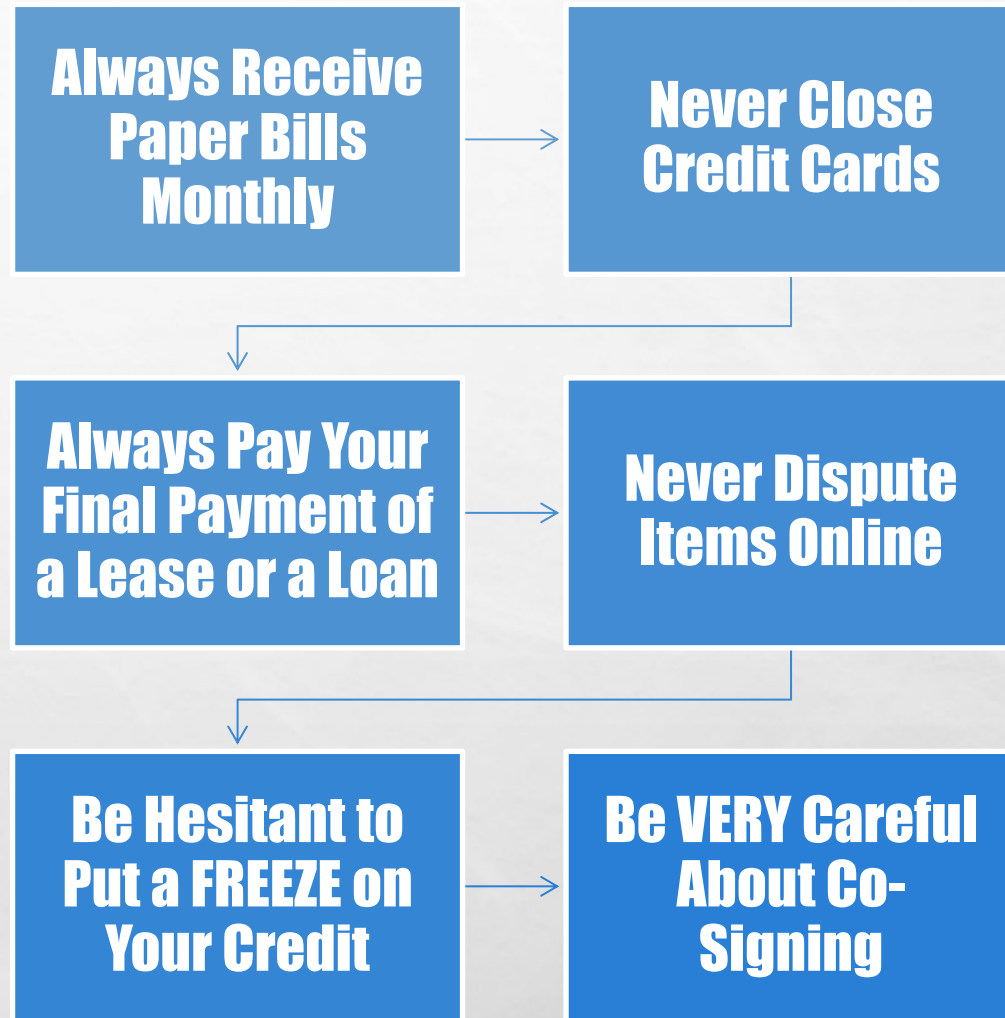 Always Receive
Paper Bills
Monthly
Never Close
Credit Cards
Always Pay Your
Final Payment of
a Lease or a Loan
Never Dispute
Items Online
Be Hesitant to
Put a FREEZE on
Your Credit
Be VERY Careful
About Co-
Signing